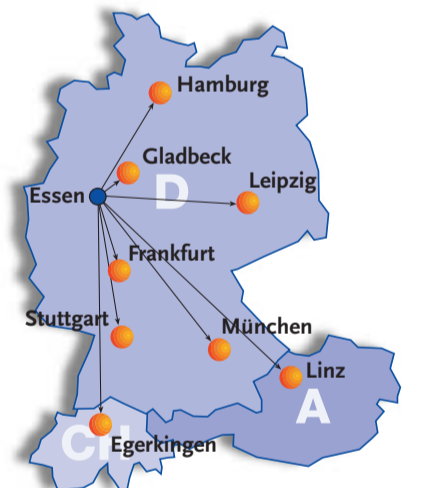 Hamburg
Gladbeck
D
Leipzig
Essen
Frankfurt
Stuttgart
München
Linz
A
CH
Egerkingen